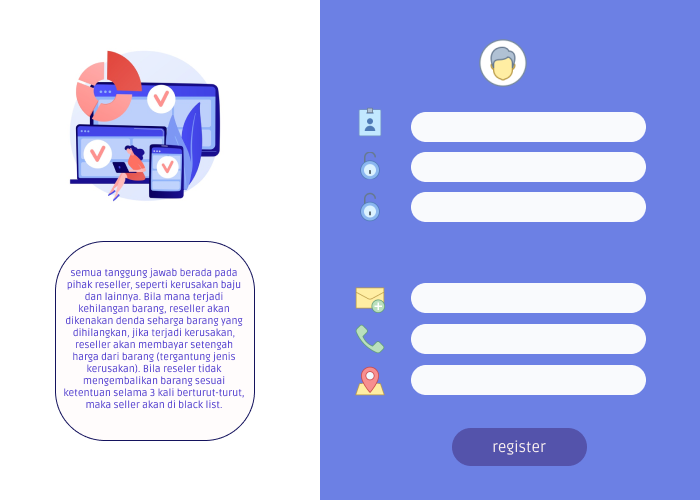 semua tanggung jawab berada pada
pihak reseller, seperti kerusakan baju
dan lainnya. Bila mana terjadi
kehilangan barang, reseller akan
dikenakan denda seharga barang yang
dihilangkan, jika terjadi kerusakan,
reseller akan membayar setengah
harga dari barang (tergantung jenis
kerusakan). Bila reseler tidak
mengembalikan barang sesuai
ketentuan selama 3 kali berturut-turut,
maka seller akan di black list.
register